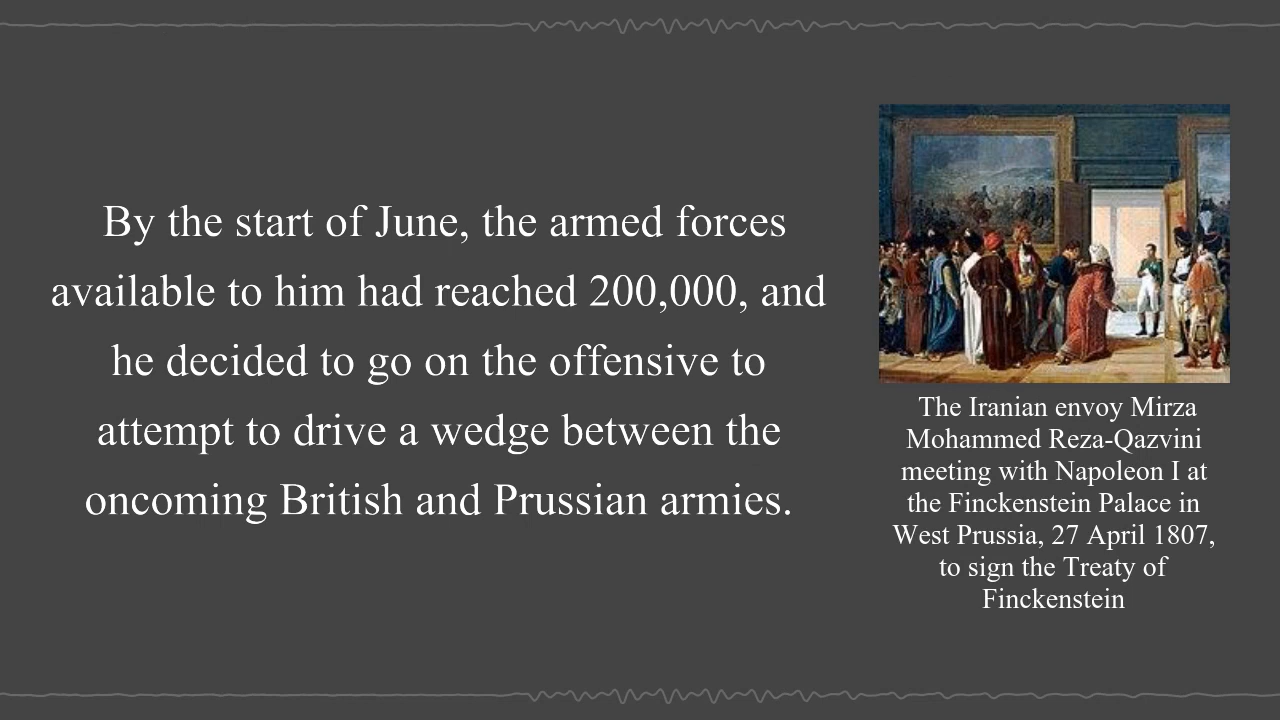 By the start of June, the armed forces
available to him had reached 200,000, and
he decided to go on the offensive to
attempt to drive a wedge between the
oncoming British and Prussian armies.
The Iranian envoy Mirza
Mohammed Reza-Qazvini
meeting with Napoleon I at
the Finckenstein Palace in
West Prussia, 27 April 1807,
to sign the Treaty of
Finckenstein